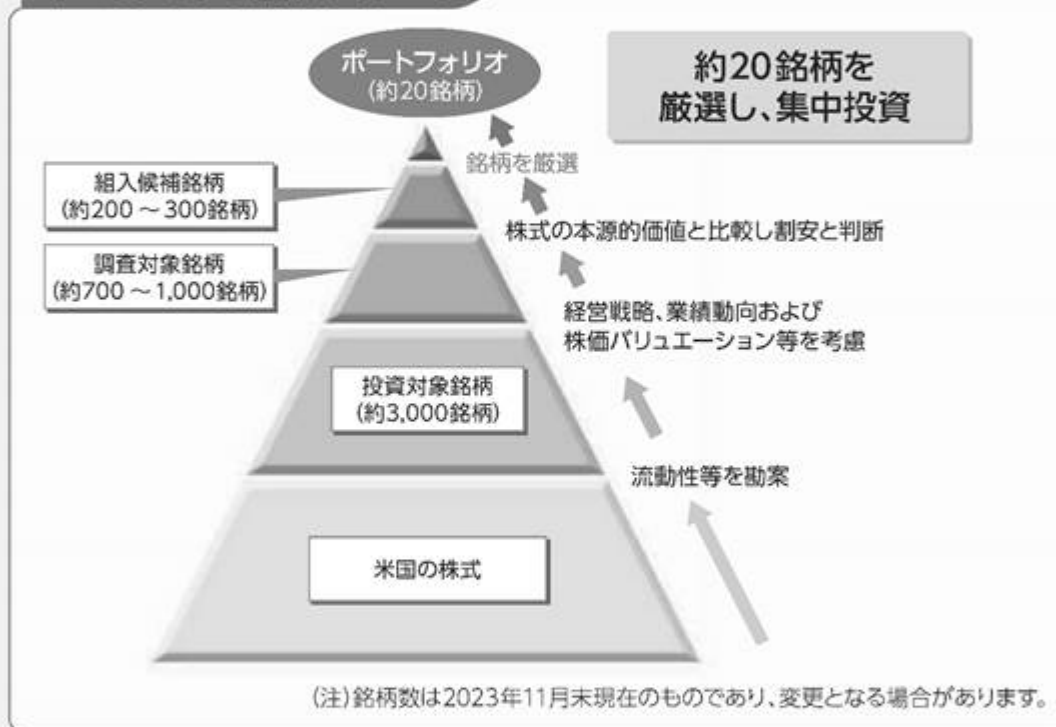 ポートフォリオ
(約20銘柄)
約20銘柄を
厳選し、集中投資
銘柄を厳選
組入候補銘柄
(約200 ～ 300銘柄)
株式の本源的価値と比較し割安と判断
調査対象銘柄
(約700 ～ 1,000銘柄)
経営戦略、業績動向および
株価バリュエーション等を考慮
投資対象銘柄
(約3,000銘柄)
流動性等を勘案
米国の株式
(注)銘柄数は2023年11月末現在のものであり、変更となる場合があります。